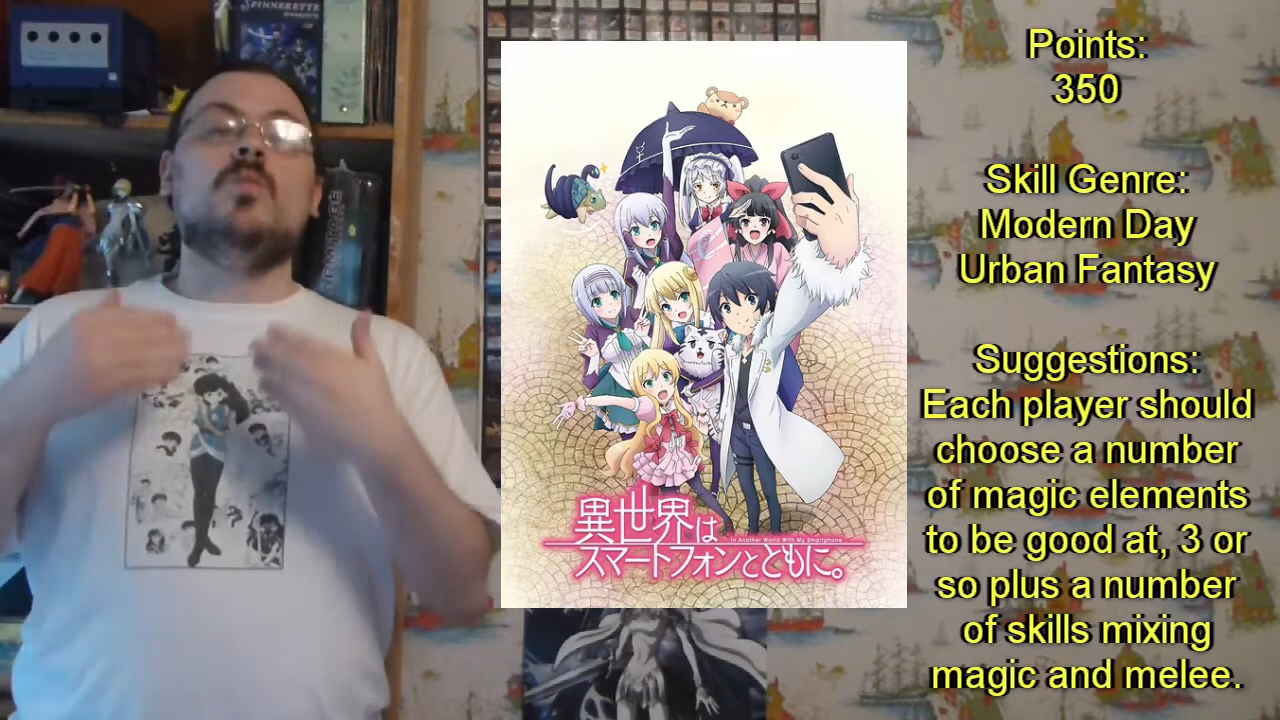 SPINNERETTE
Points:
350
Skill Genre:
Modern Day
Urban Fantasy
Suggestions:
Each player should
choose a number
of magic elements
to be good at, 3 or
so plus a number
of skills mixing
magic and melee.
異世界は
In Another World With My Smartphone
スマートフォンとともに。